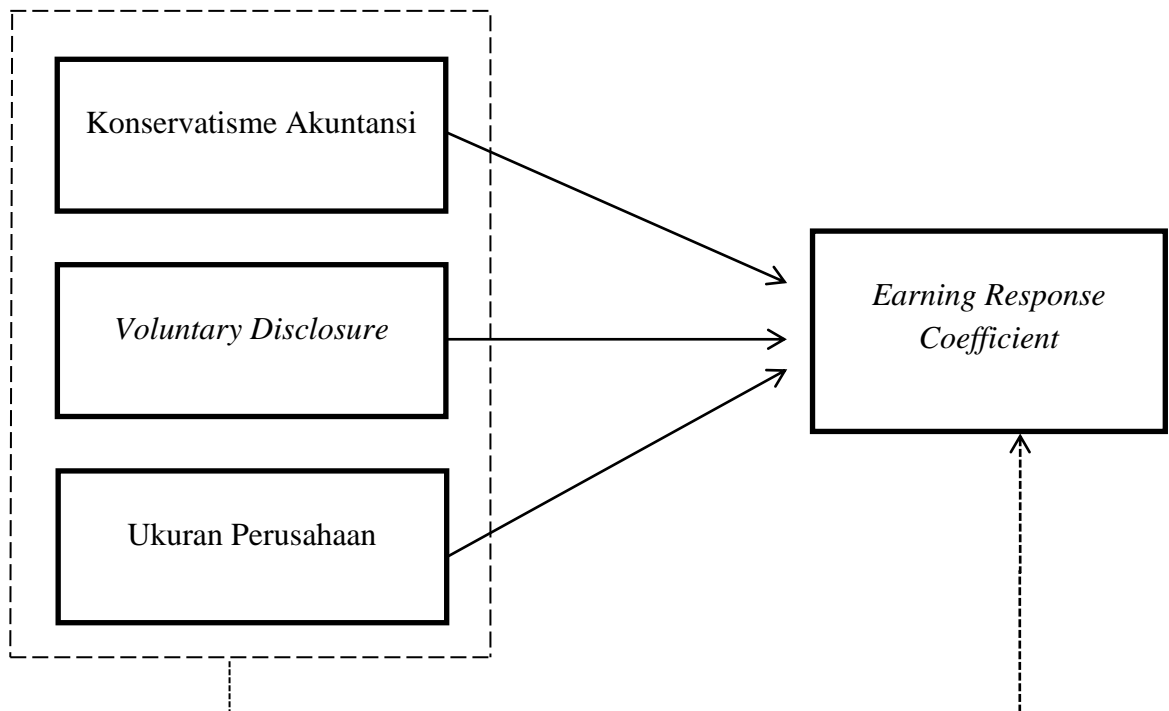 Konservatisme Akuntansi
Voluntary Disclosure
Ukuran Perusahaan
Earning Response
Coefficient